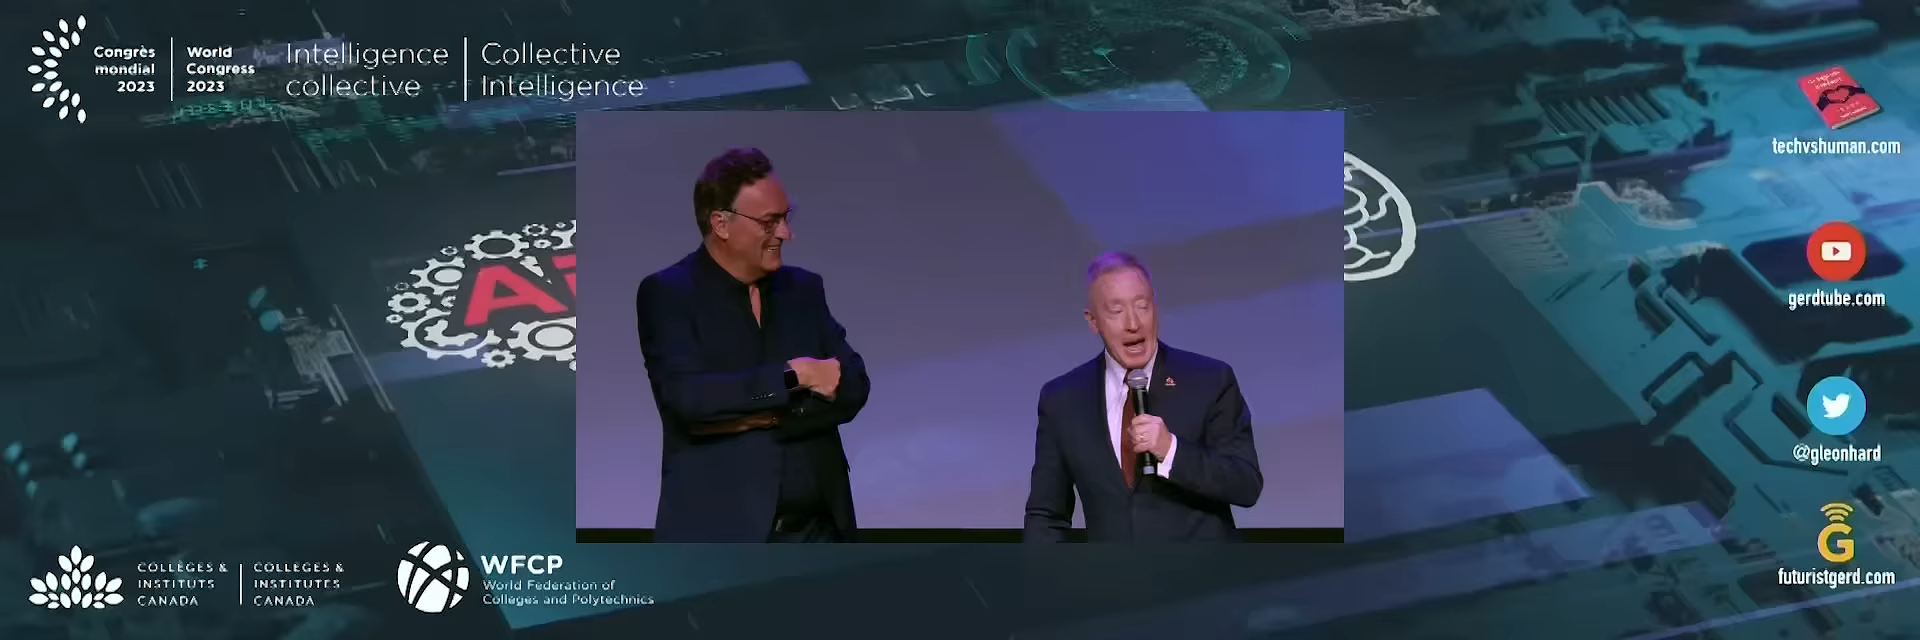 Congrès
mondial
2023
World
Congress
2023
Intelligence
collective
Collective
Intelligence
techvshuman.com
gerdtube.com
Ai
@gleonhard
G
futuristgerd.com
COLLÈGES &
INSTITUTS
CANADA
COLLEGES &
INSTITUTES
CANADA
WFCP
World Federation of
Colleges and Polytechnics